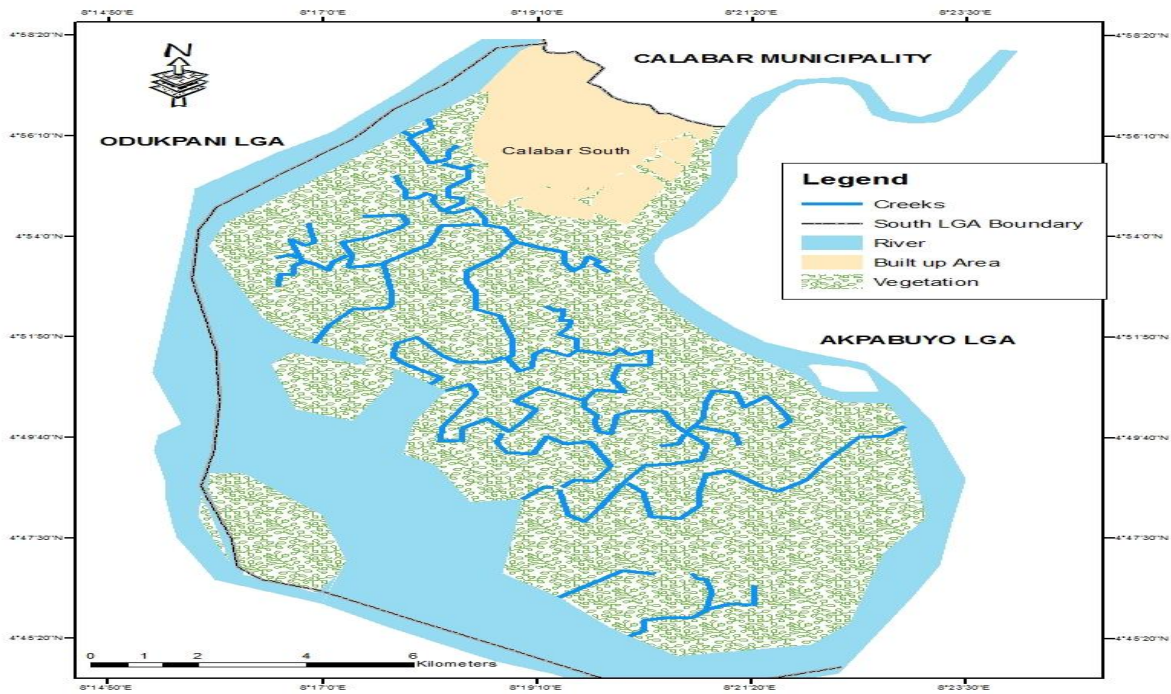 8°14'50"E 8°17'0"E 8°19'10"E 8°21'20"E 8°23'30"E
4°58'20"N 4°58'20"N
N
CALABAR MUNICIPALITY
4°56'10"N 4°56'10"N
ODUKPANI LGA
Calabar South
Legend
Creeks
South LGA Boundary
River
Built up Area
Vegetation
4°54'0"N 4°54'0"N
4°51'50"N 4°51'50"N
AKPABUYO LGA
4°49'40"N 4°49'40"N
4°47'30"N 4°47'30"N
4°45'20"N 4°45'20"N
0 1 2 4 6
Kilometers
8°14'50"E 8°17'0"E 8°19'10"E 8°21'20"E 8°23'30"E